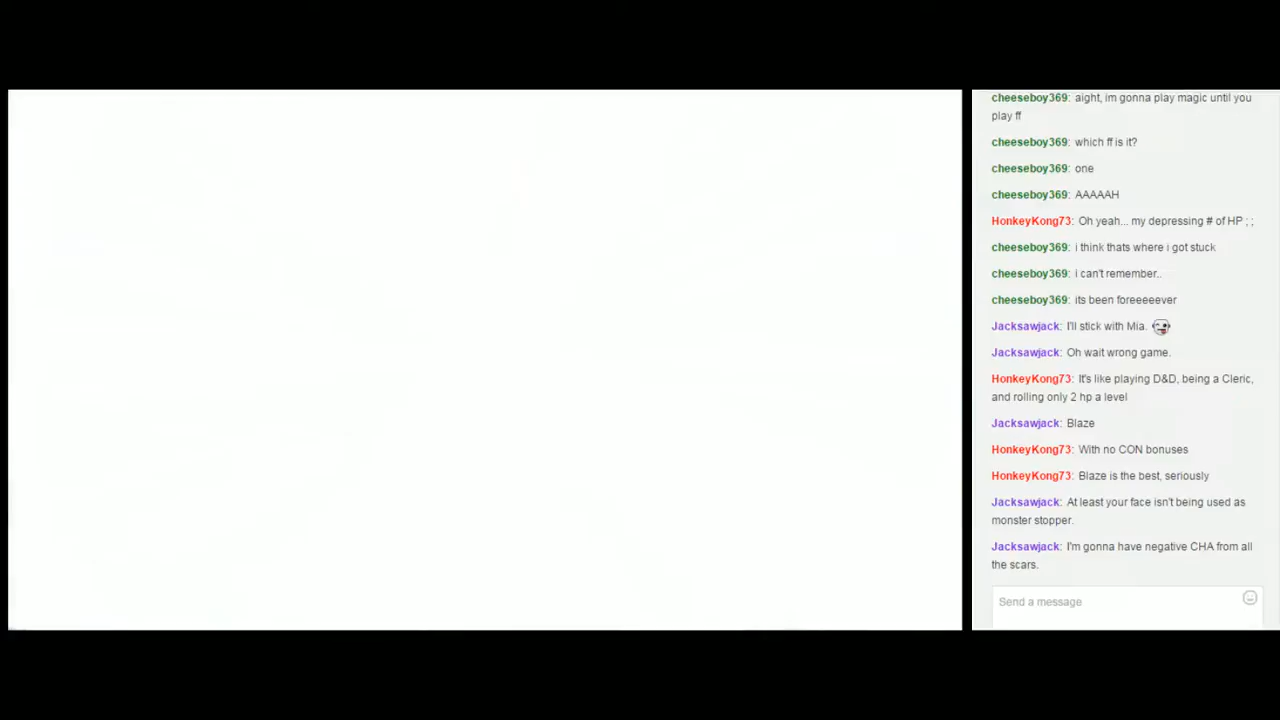 cheeseboy369: aight, im gonna play magic until you
play ff
cheeseboy369: which ff is it?
cheeseboy369: one
cheeseboy369: AAAAAH
HonkeyKong73: Oh yeah... my depressing # of HP ; ;
cheeseboy369: i think thats where i got stuck
cheeseboy369: i can't remember..
cheeseboy369: its been foreeeeever
Jacksawjack: I'll stick with Mia.
Jacksawjack: Oh wait wrong game.
HonkeyKong73: It's like playing D&D, being a Cleric,
and rolling only 2 hp a level
Jacksawjack: Blaze
HonkeyKong73: With no CON bonuses
HonkeyKong73: Blaze is the best, seriously
Jacksawjack: At least your face isn't being used as
monster stopper.
Jacksawjack: I'm gonna have negative CHA from all
the scars.
Send a message